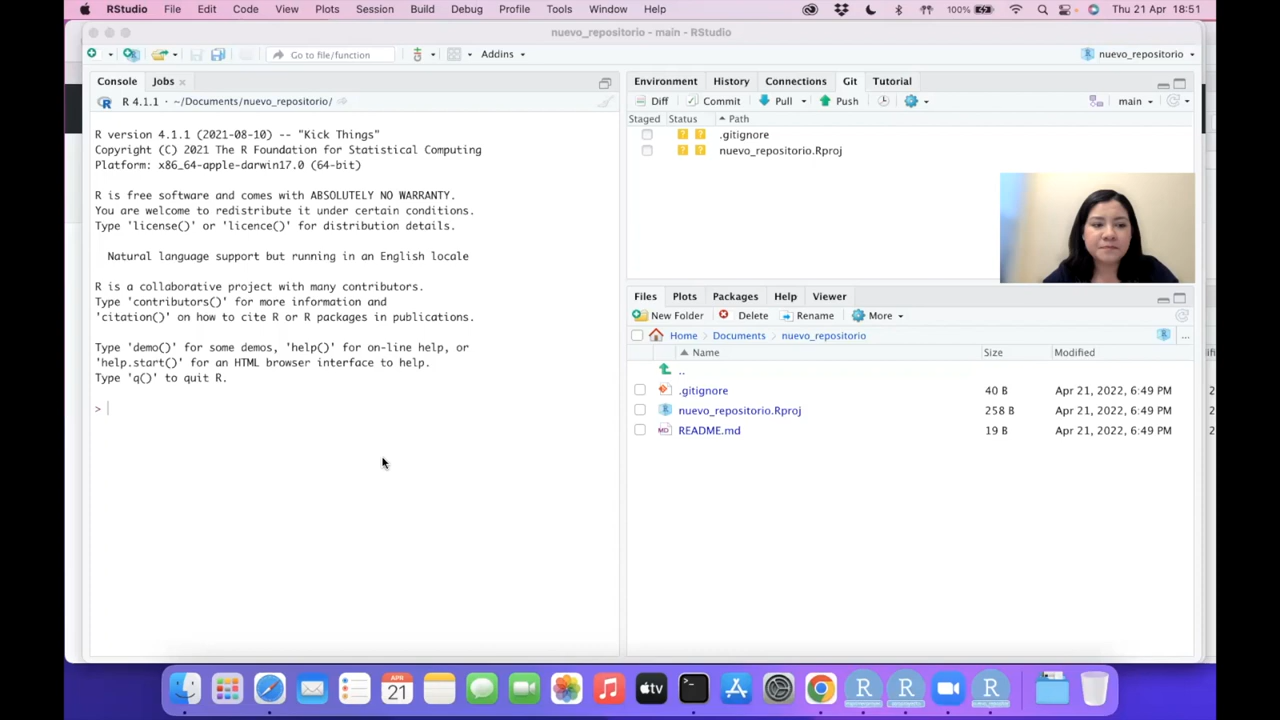 RStudio File Edit Code View Plots Session Build Debug Profile Tools Window Help 100% Thu 21 Apr 18:51
nuevo_repositorio - main - RStudio
Go to file/function Addins nuevo_repositorio
Console Jobs
R 4.1.1 · ~/Documents/nuevo_repositorio/
R version 4.1.1 (2021-08-10) -- "Kick Things"
Copyright (C) 2021 The R Foundation for Statistical Computing
Platform: x86_64-apple-darwin17.0 (64-bit)
R is free software and comes with ABSOLUTELY NO WARRANTY.
You are welcome to redistribute it under certain conditions.
Type 'license()' or 'licence()' for distribution details.
Natural language support but running in an English locale
R is a collaborative project with many contributors.
Type 'contributors()' for more information and
'citation()' on how to cite R or R packages in publications.
Type 'demo()' for some demos, 'help()' for on-line help, or
'help.start()' for an HTML browser interface to help.
Type 'q()' to quit R.
>
Environment History Connections Git Tutorial
Diff Commit Pull Push main
Staged Status Path
? ? .gitignore
? ? nuevo_repositorio.Rproj
Files Plots Packages Help Viewer
New Folder Delete Rename More
Home Documents nuevo_repositorio ...
Name Size Modified
..
.gitignore 40 B Apr 21, 2022, 6:49 PM
nuevo_repositorio.Rproj 258 B Apr 21, 2022, 6:49 PM
README.md 19 B Apr 21, 2022, 6:49 PM
APR
21
tv